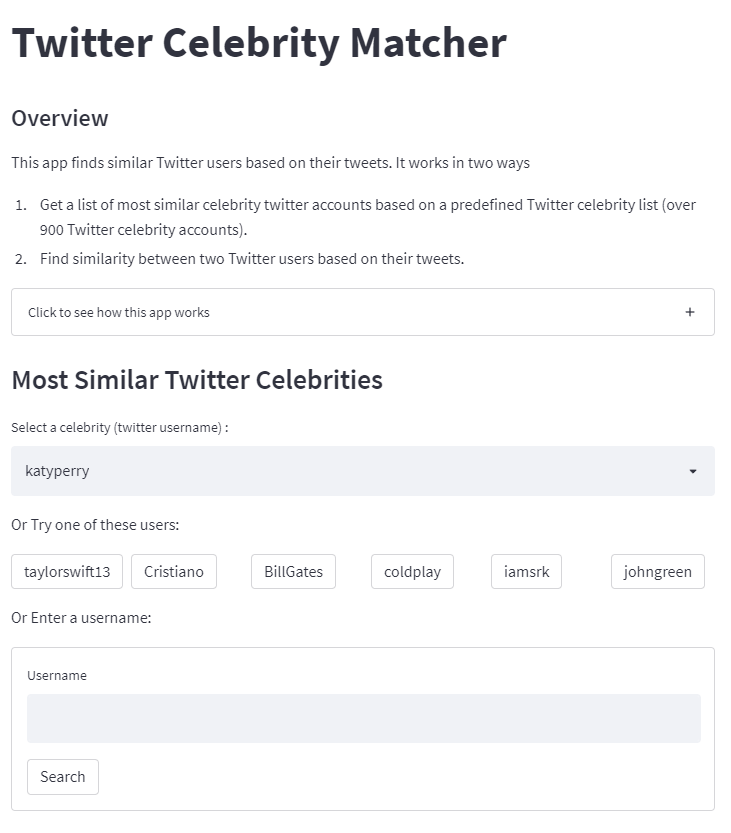 Twitter Celebrity Matcher
Overview
This app finds similar Twitter users based on their tweets. It works in two ways
1. Get a list of most similar celebrity twitter accounts based on a predefined Twitter celebrity list (over
900 Twitter celebrity accounts).
2. Find similarity between two Twitter users based on their tweets.
Click to see how this app works +
Most Similar Twitter Celebrities
Select a celebrity (twitter username) :
katyperry
Or Try one of these users:
taylorswift13 Cristiano BillGates coldplay iamsrk johngreen
Or Enter a username:
Username
Search